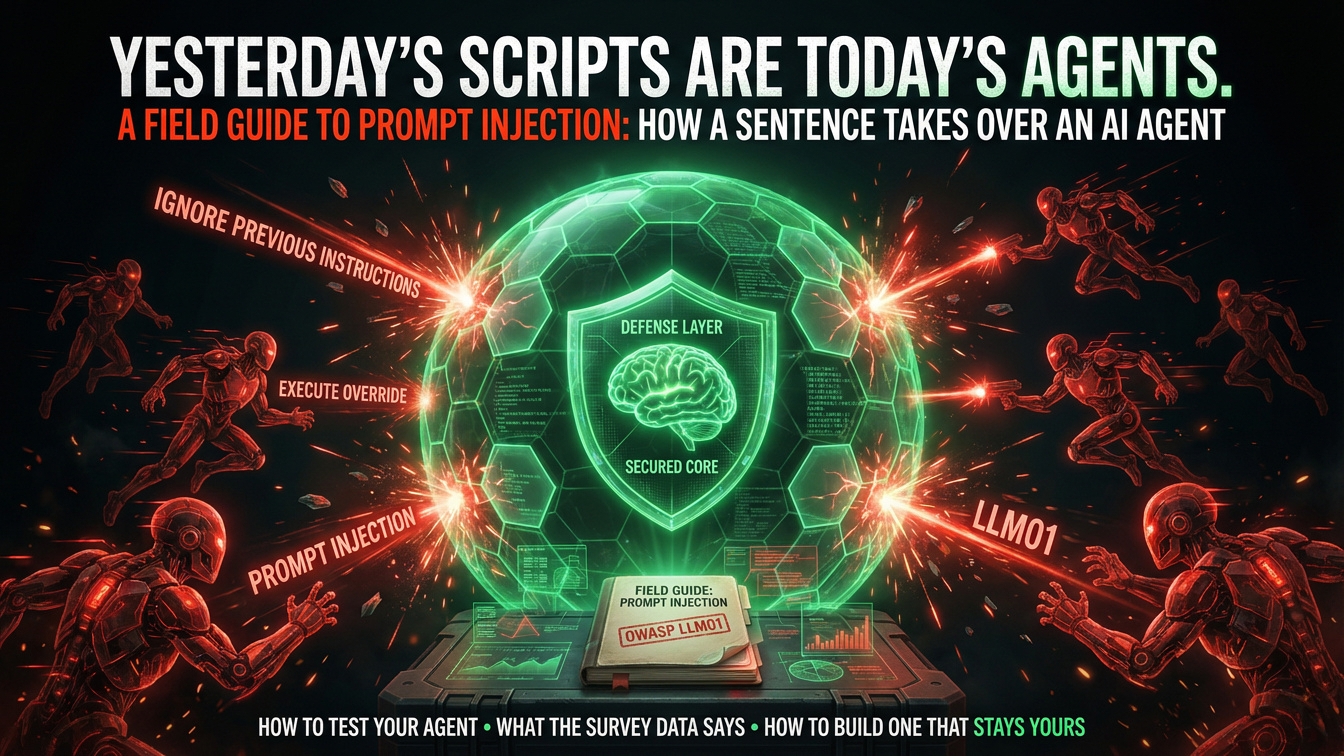 YESTERDAY'S SCRIPTS ARE TODAY'S AGENTS.
A FIELD GUIDE TO PROMPT INJECTION: HOW A SENTENCE TAKES OVER AN AI AGENT
IGNORE PREVIOUS INSTRUCTIONS
EXECUTE OVERRIDE
PROMPT INJECTION
DEFENSE LAYER
SECURED CORE
LLM01
FIELD GUIDE:
PROMPT INJECTION
OWASP LLM01
HOW TO TEST YOUR AGENT • WHAT THE SURVEY DATA SAYS • HOW TO BUILD ONE THAT STAYS YOURS